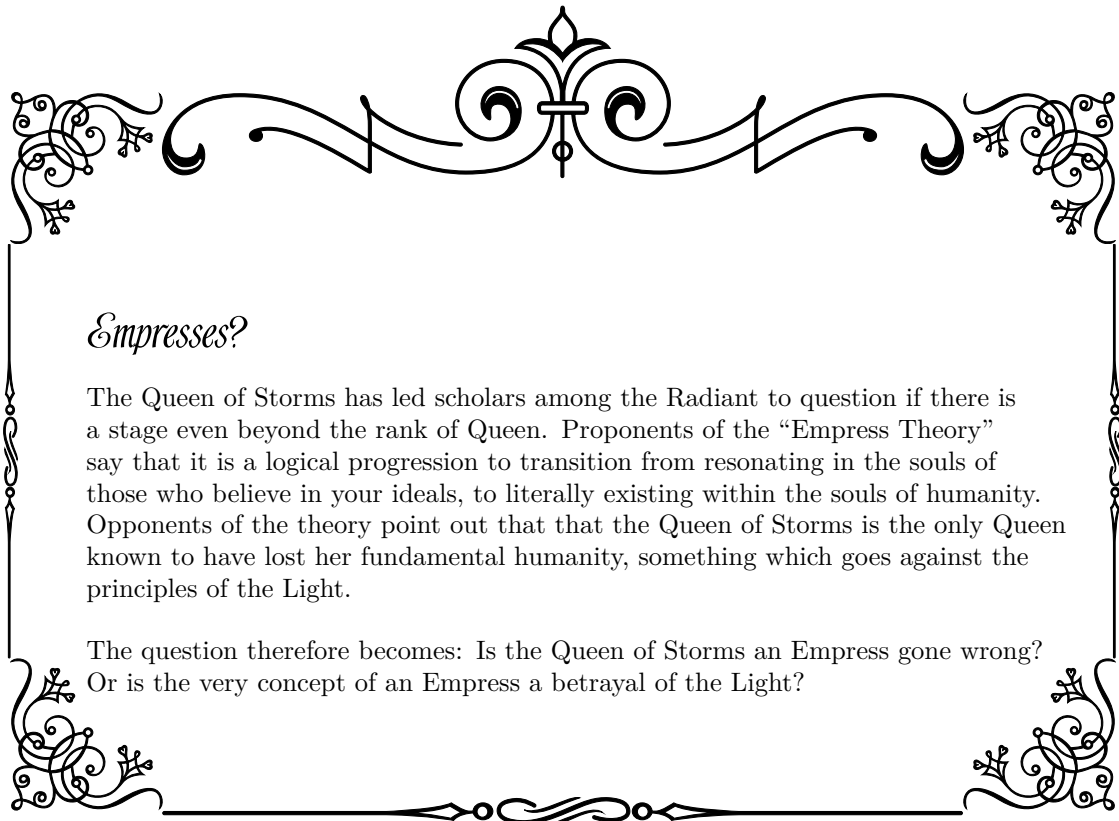 Empresses?
The Queen of Storms has led scholars among the Radiant to question if there is
a stage even beyond the rank of Queen. Proponents of the “Empress Theory”
say that it is a logical progression to transition from resonating in the souls of
those who believe in your ideals, to literally existing within the souls of humanity.
Opponents of the theory point out that that the Queen of Storms is the only Queen
known to have lost her fundamental humanity, something which goes against the
principles of the Light.
The question therefore becomes: Is the Queen of Storms an Empress gone wrong?
Or is the very concept of an Empress a betrayal of the Light?